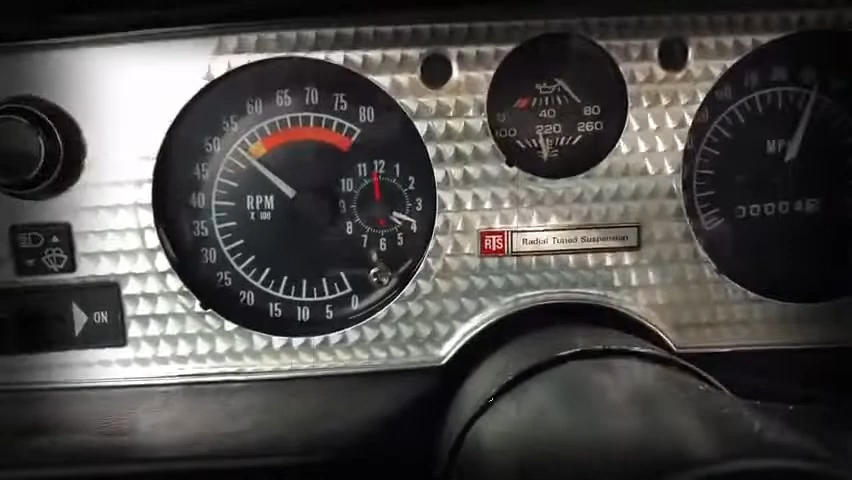 55 60 65 70 75 80
50
45
40
35
30
25
20 15 10 5 0
RPM
X 100
11 12 1
10 2
9 3
8 4
7 6 5
0 40 80
100 220 260
RTS Radial Tuned Suspension
MP
ON